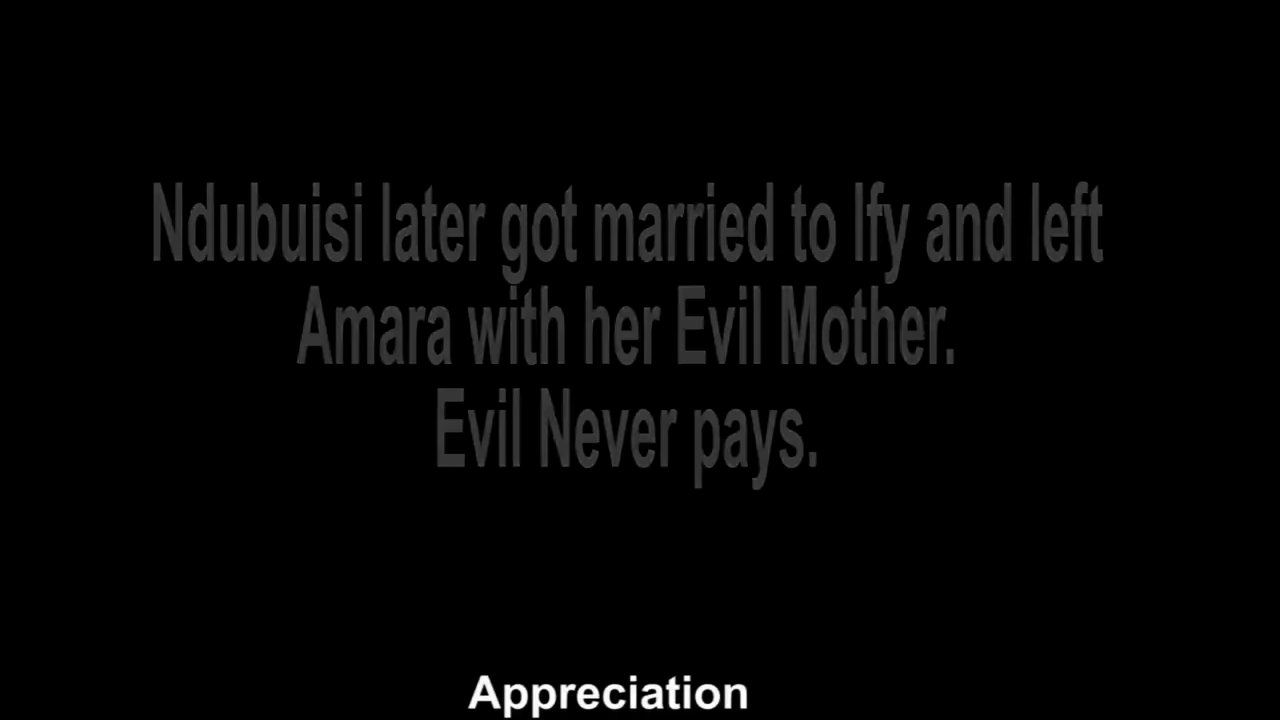 Ndubuisi later got married to Ify and left
Amara with her Evil Mother.
Evil Never pays.
Appreciation